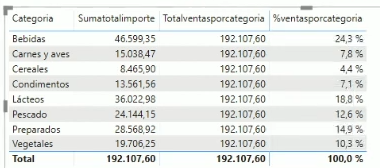 Categoria Sumatotalimporte Totalventasporcategoria %ventasporcategoria
Bebidas 46.599,35 192.107,60 24,3 %
Carnes y aves 15.038,47 192.107,60 7,8 %
Cereales 8.465,90 192.107,60 4,4 %
Condimentos 13.561,56 192.107,60 7,1 %
Lácteos 36.022,98 192.107,60 18,8 %
Pescado 24.144,15 192.107,60 12,6 %
Preparados 28.568,92 192.107,60 14,9 %
Vegetales 19.706,25 192.107,60 10,3 %
Total 192.107,60 192.107,60 100,0 %